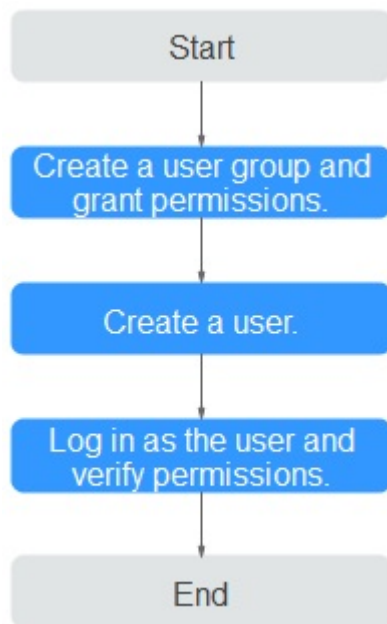 Start
Create a user group and
grant permissions.
Create a user.
Log in as the user and
verify permissions.
End